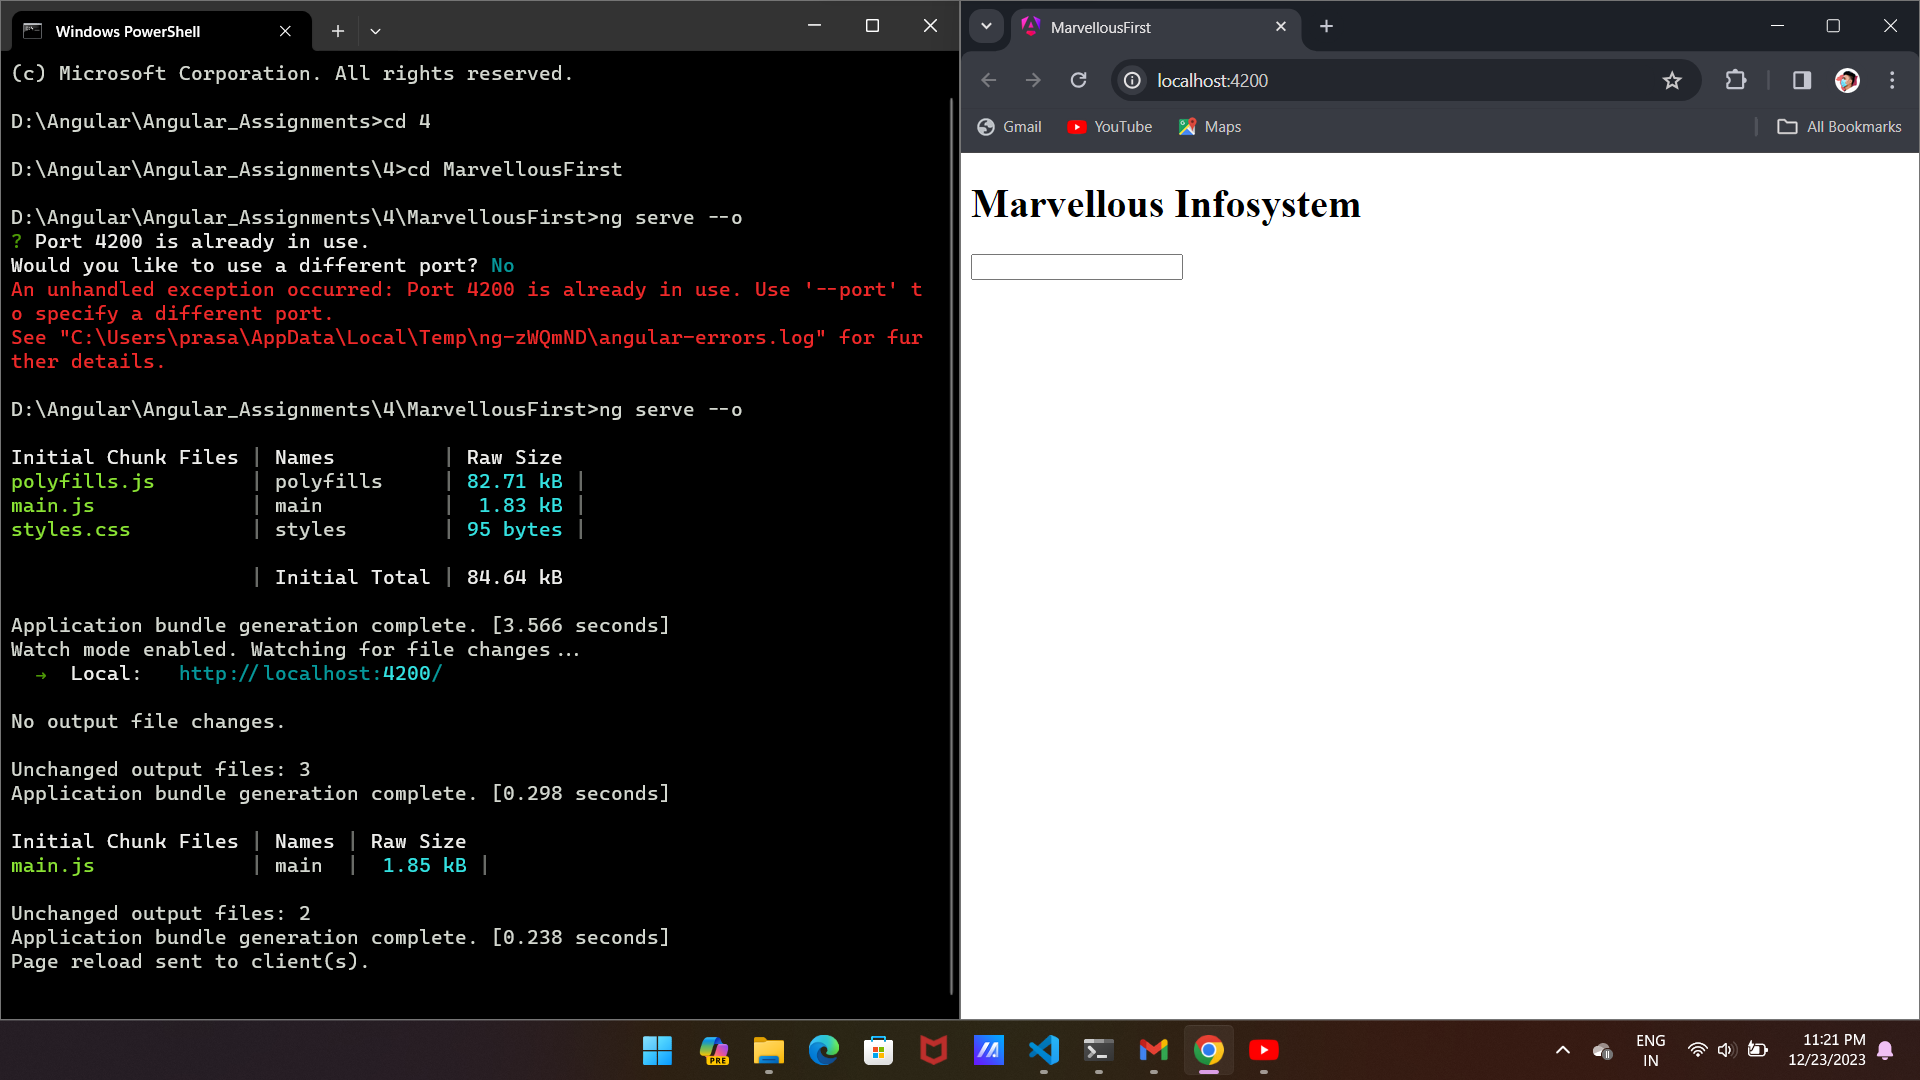 Windows PowerShell
(c) Microsoft Corporation. All rights reserved.
D:\Angular\Angular_Assignments>cd 4
D:\Angular\Angular_Assignments\4>cd MarvellousFirst
D:\Angular\Angular_Assignments\4\MarvellousFirst>ng serve --o
? Port 4200 is already in use.
Would you like to use a different port? No
An unhandled exception occurred: Port 4200 is already in use. Use '--port' t
o specify a different port.
See "C:\Users\prasa\AppData\Local\Temp\ng-zWQmND\angular-errors.log" for fur
ther details.
D:\Angular\Angular_Assignments\4\MarvellousFirst>ng serve --o
Initial Chunk Files | Names | Raw Size
polyfills.js | polyfills | 82.71 kB |
main.js | main | 1.83 kB |
styles.css | styles | 95 bytes |
| Initial Total | 84.64 kB
Application bundle generation complete. [3.566 seconds]
Watch mode enabled. Watching for file changes...
➜ Local: http://localhost:4200/
No output file changes.
Unchanged output files: 3
Application bundle generation complete. [0.298 seconds]
Initial Chunk Files | Names | Raw Size
main.js | main | 1.85 kB |
Unchanged output files: 2
Application bundle generation complete. [0.238 seconds]
Page reload sent to client(s).
MarvellousFirst
localhost:4200
Gmail YouTube Maps All Bookmarks
Marvellous Infosystem
PRE
ENG
IN
11:21 PM
12/23/2023